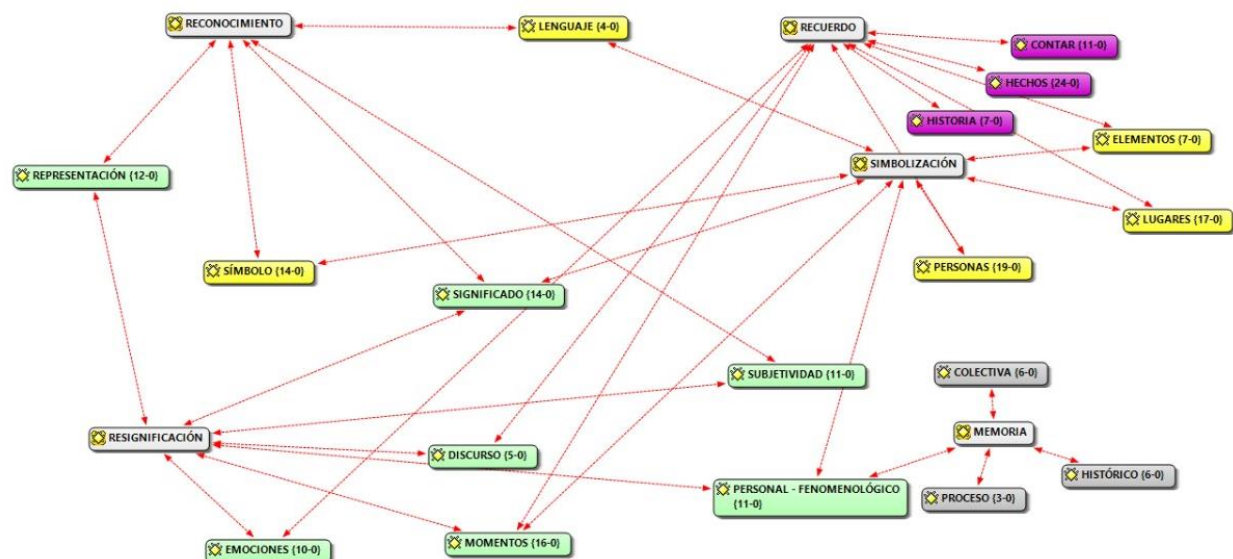 RECONOCIMIENTO
LENGUAJE {4-0}
RECUERDO
CONTAR {11-0}
HECHOS {24-0}
HISTORIA {7-0}
ELEMENTOS {7-0}
SIMBOLIZACIÓN
REPRESENTACIÓN {12-0}
LUGARES {17-0}
SÍMBOLO {14-0}
PERSONAS {19-0}
SIGNIFICADO {14-0}
SUBJETIVIDAD {11-0}
COLECTIVA {6-0}
RESIGNIFICACIÓN
MEMORIA
DISCURSO {5-0}
HISTÓRICO {6-0}
PERSONAL - FENOMENOLÓGICO
{11-0}
PROCESO {3-0}
MOMENTOS {16-0}
EMOCIONES {10-0}